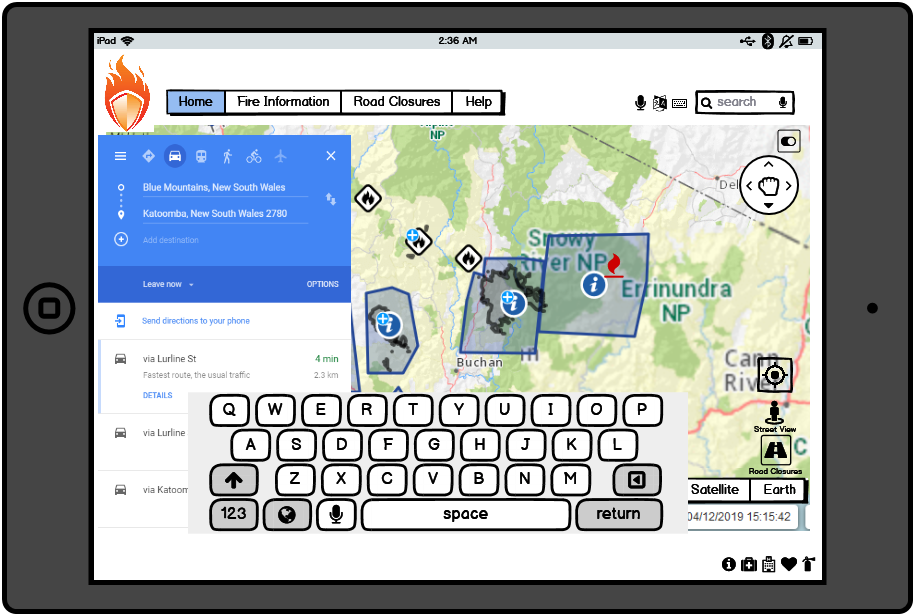 iPad
2:36 AM
Home
Fire Information
Road Closures
Help
search
Blue Mountains, New South Wales
Katoomba, New South Wales 2780
Add destination
Leave now
OPTIONS
Send directions to your phone
via Lurline St
4 min
Fastest route, the usual traffic
2.3 km
DETAILS
via Lurline
via Katoom
NP
Del
Snowy
River NP
Errinundra
NP
Buchan
Cann
River
Street View
Road Closures
Satellite
Earth
04/12/2019 15:15:42
Q W E R T Y U I O P
A S D F G H J K L
Z X C V B N M
123
space
return